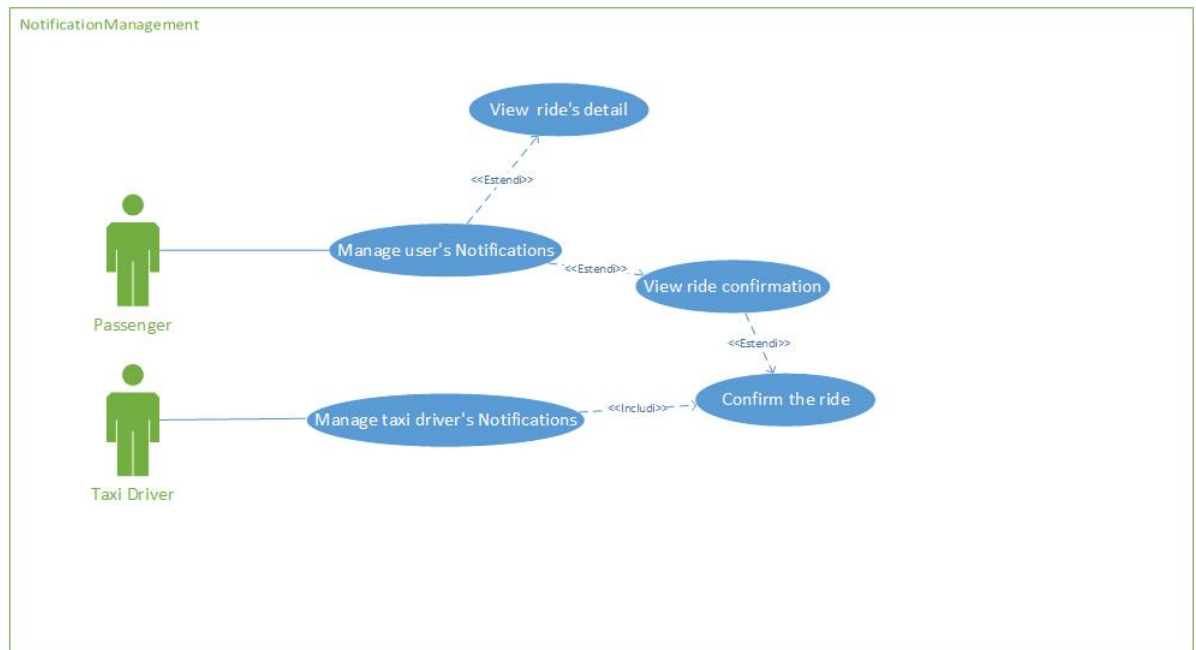 NotificationManagement
View ride's detail
<<Estendi>>
Manage user's Notifications
<<Estendi>>
View ride confirmation
Passenger
<<Estendi>>
Confirm the ride
<<Includi>>
Manage taxi driver's Notifications
Taxi Driver